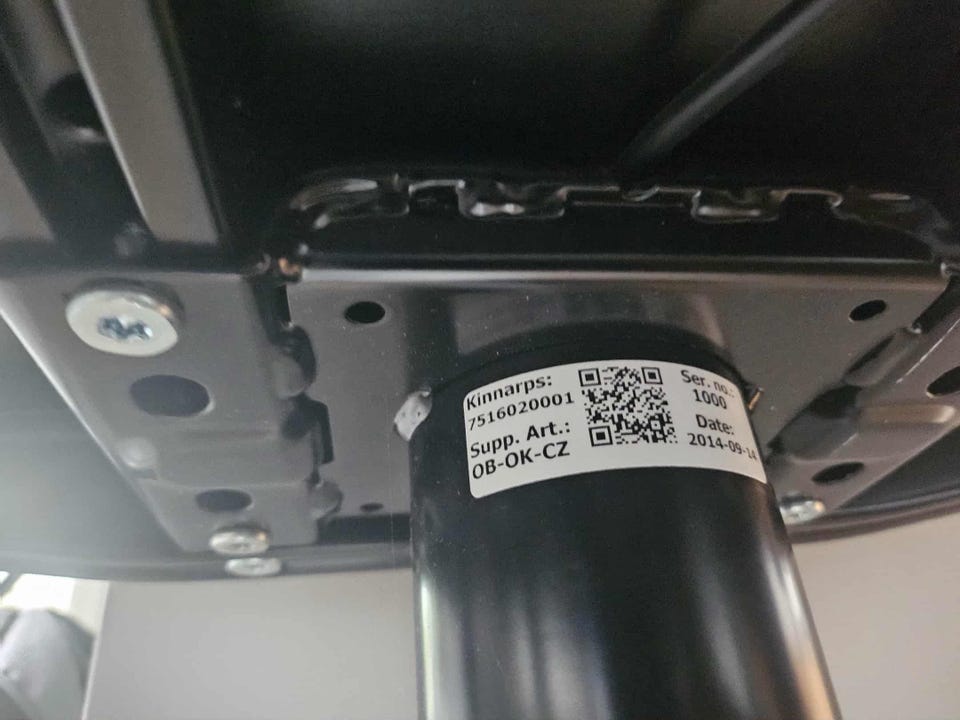 Kinnarps:
7516020001
Supp. Art.:
OB-OK-CZ
Ser. no.:
1000
Date:
2014-09-14